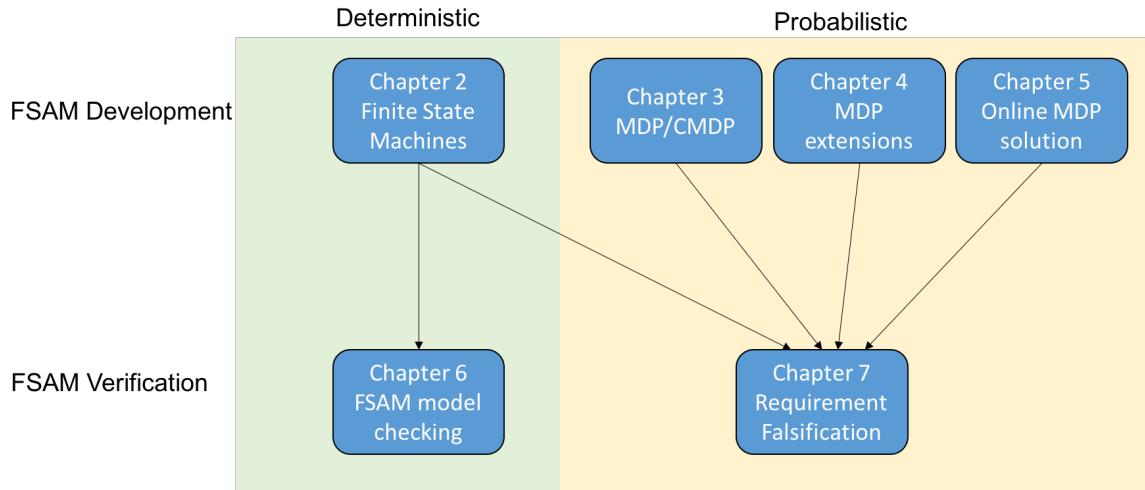 Deterministic
Probabilistic
FSAM Development
Chapter 2
Finite State
Machines
Chapter 3
MDP/CMDP
Chapter 4
MDP
extensions
Chapter 5
Online MDP
solution
FSAM Verification
Chapter 6
FSAM model
checking
Chapter 7
Requirement
Falsification